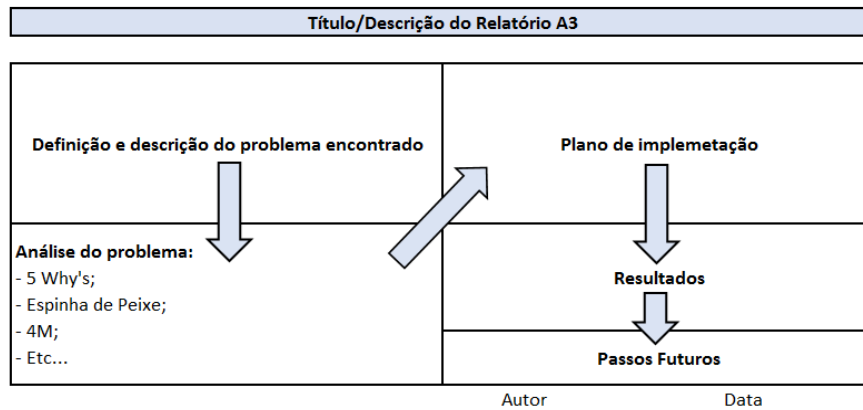 Título/Descrição do Relatório A3
Definição e descrição do problema encontrado
Análise do problema:
- 5 Why's;
- Espinha de Peixe;
- 4M;
- Etc...
Plano de implemetação
Resultados
Passos Futuros
Autor Data